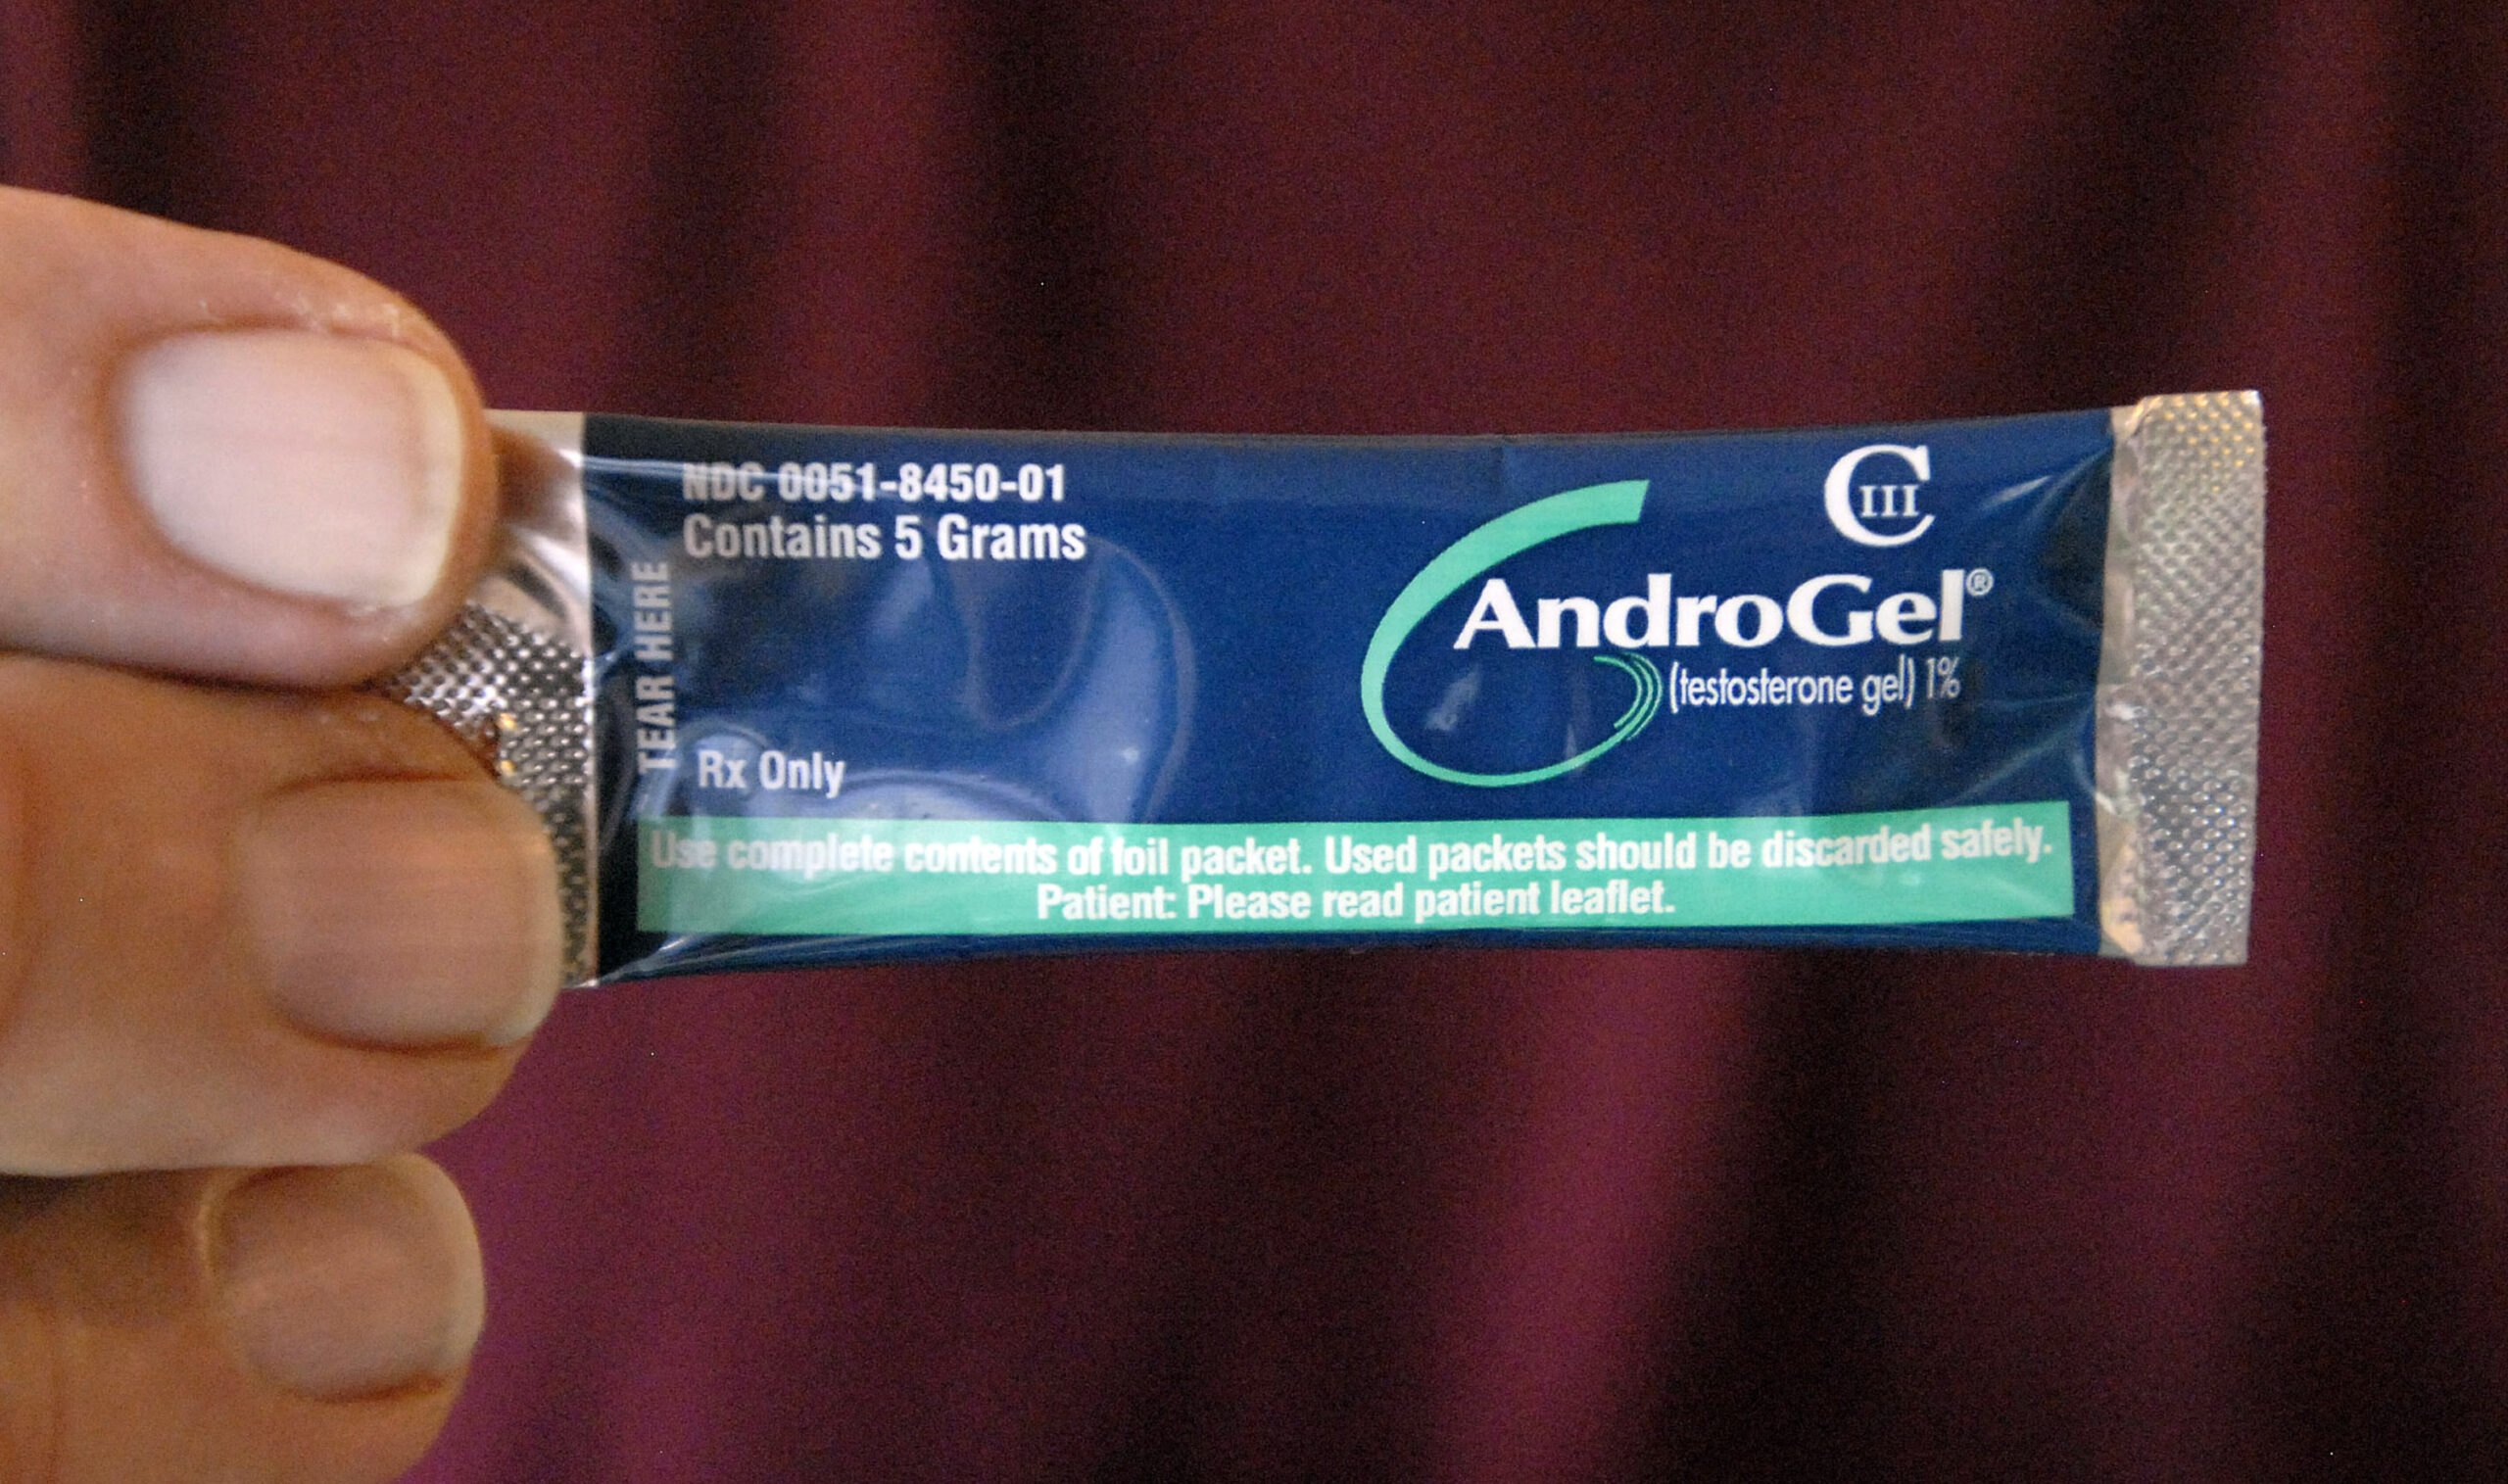 NDC 0051-8450-01
Contains 5 Grams
TEAR HERE
Rx Only
CIII
AndroGel®
(testosterone gel) 1%
Use complete contents of foil packet. Used packets should be discarded safely.
Patient: Please read patient leaflet.